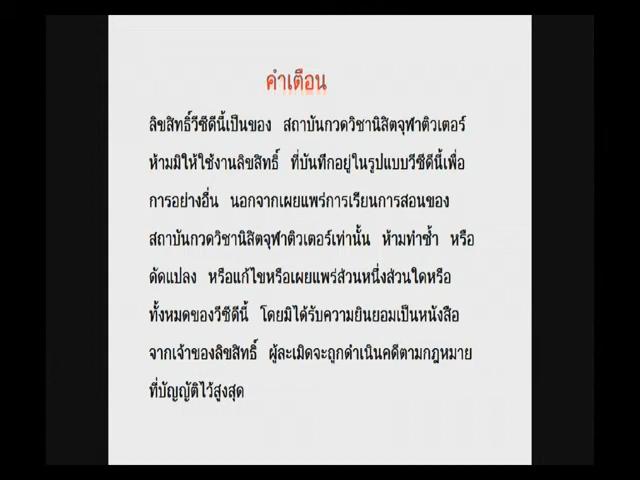 คำเตือน
ลิขสิทธิ์วีซีดีนี้เป็นของ สถาบันกวดวิชานิสิตจุฬาติวเตอร์
ห้ามมิให้ใช้งานลิขสิทธิ์ ที่บันทึกอยู่ในรูปแบบวีซีดีนี้เพื่อ
การอย่างอื่น นอกจากเผยแพร่การเรียนการสอนของ
สถาบันกวดวิชานิสิตจุฬาติวเตอร์เท่านั้น ห้ามทำซ้ำ หรือ
ดัดแปลง หรือแก้ไขหรือเผยแพร่ส่วนหนึ่งส่วนใดหรือ
ทั้งหมดของวีซีดีนี้ โดยมิได้รับความยินยอมเป็นหนังสือ
จากเจ้าของลิขสิทธิ์ ผู้ละเมิดจะถูกดำเนินคดีตามกฎหมาย
ที่บัญญัติไว้สูงสุด